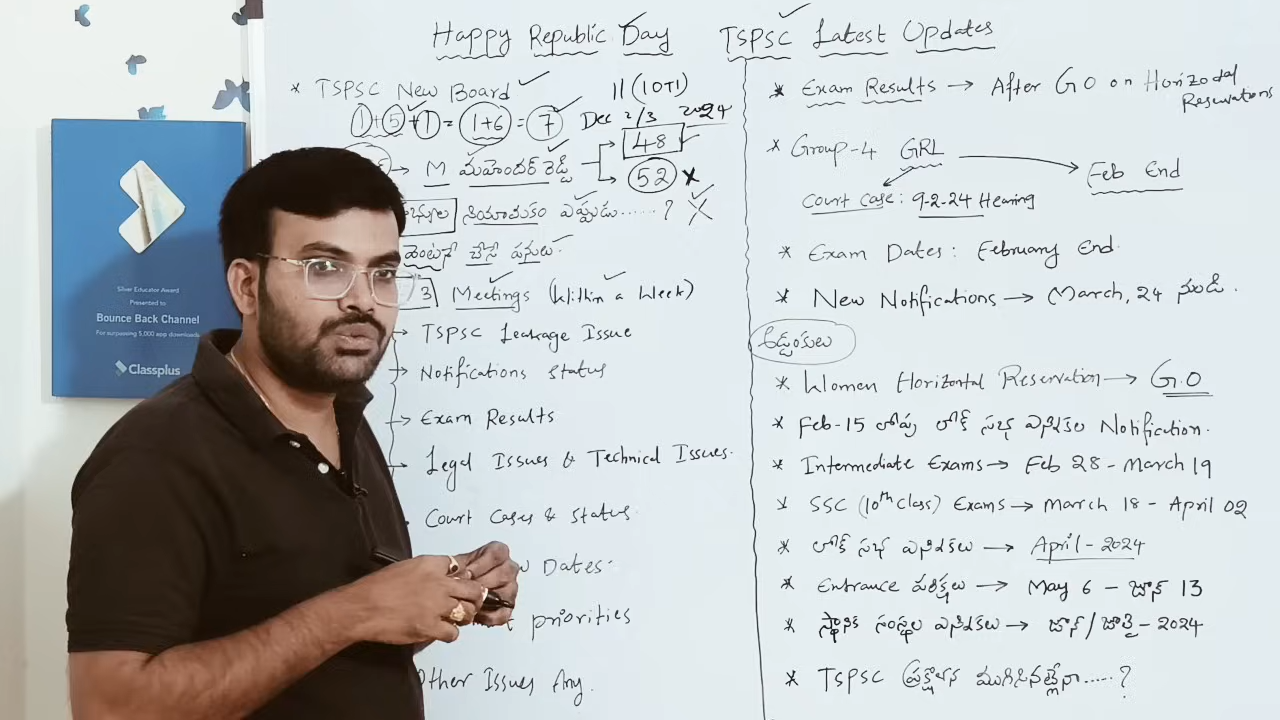 Happy Republic Day TSPSC Latest Updates
* TSPSC New Board ✓ 11 (10TI)
1+5+1 = 1+6 = 7 Dec 2/3 2024
→ M మహేందర్ రెడ్డి 48
52 ×
నియామకం ఎప్పుడు......?
వెంటనే చేసే పనులు
3 Meetings (Within a Week)
→ TSPSC Leakage Issue
→ Notifications Status
→ Exam Results
→ Legal Issues & Technical Issues.
Court Cases & Status.
Dates.
priorities
Other Issues Any.
* Exam Results → After GO on Horizodal
Reservations
* Group-4 GRL → Feb End
Court Case: 9-2-24 Hearing
* Exam Dates: February End.
* New Notifications → March, 24 నుండి.
ఆడ్డంకులు
* Women Horizontal Reservation → G.O
* Feb-15 లోపు లోక్ సభ ఎన్నికల Notification.
* Intermediate Exams → Feb 28 - March 19
* SSC (10th Class) Exams → March 18 - April 02
* లోక్ సభ ఎన్నికలు → April - 2024
* Entrance పరీక్షలు → May 6 - జూన్ 13
* స్థానిక సంస్థల ఎన్నికలు → జూన్/జూలై - 2024
* TSPSC ప్రక్షాళన ముగిసినట్లేనా.....?
Silver Educator Award
Presented to
Bounce Back Channel
For surpassing 5,000 app downloads
Classplus